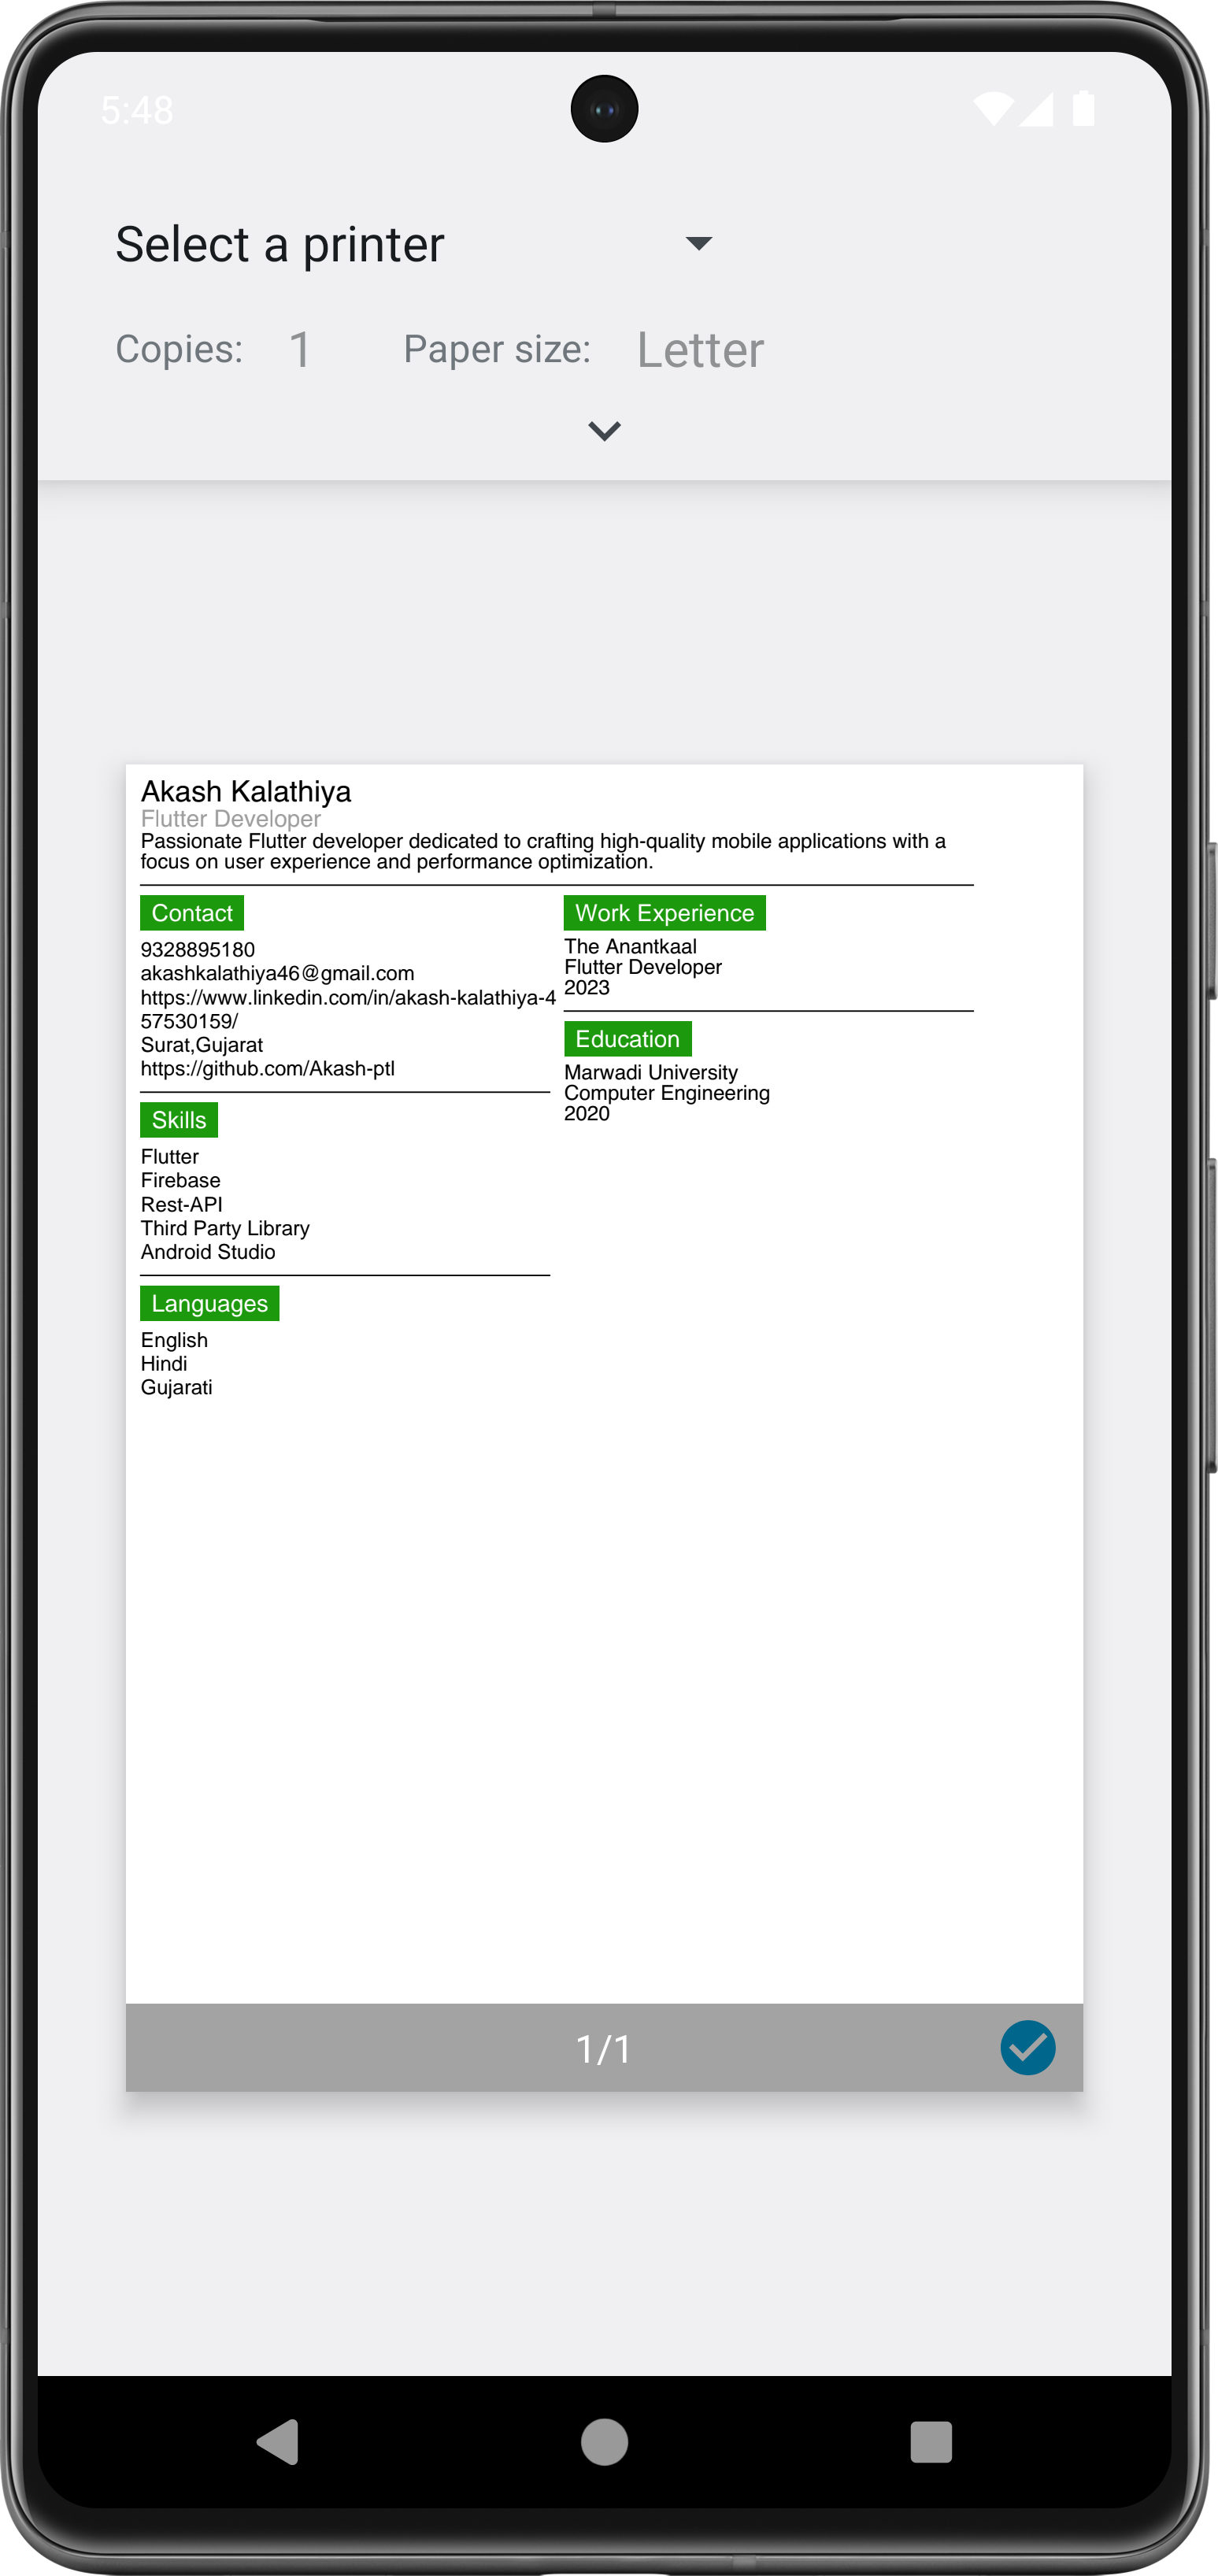 5:48
Select a printer
Copies: 1 Paper size: Letter
Akash Kalathiya
Flutter Developer
Passionate Flutter developer dedicated to crafting high-quality mobile applications with a
focus on user experience and performance optimization.
Contact
9328895180
akashkalathiya46@gmail.com
https://www.linkedin.com/in/akash-kalathiya-4
57530159/
Surat,Gujarat
https://github.com/Akash-ptl
Skills
Flutter
Firebase
Rest-API
Third Party Library
Android Studio
Languages
English
Hindi
Gujarati
Work Experience
The Anantkaal
Flutter Developer
2023
Education
Marwadi University
Computer Engineering
2020
1/1